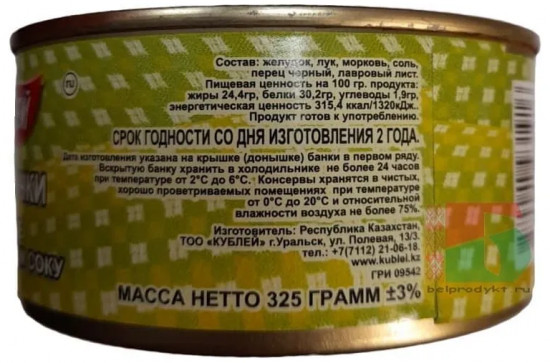 Состав: желудок, лук, морковь, соль,
перец черный, лавровый лист.
Пищевая ценность на 100 гр. продукта:
жиры 24,4гр, белки 30,2гр, углеводы 1,9гр,
энергетическая ценность 315,4 ккал/1320кДж..
Продукт готов к употреблению.
СРОК ГОДНОСТИ СО ДНЯ ИЗГОТОВЛЕНИЯ 2 ГОДА.
Дата изготовления указана на крышке (донышке) банки в первом ряду.
Вскрытую банку хранить в холодильнике не более 24 часов
при температуре от 2°С до 6°С. Консервы хранятся в чистых,
хорошо проветриваемых помещениях при температуре
от 0°С до 20°С и относительной
влажности воздуха не более 75%.
Изготовитель: Республика Казахстан,
ТОО «КУБЛЕЙ» г.Уральск, ул. Полевая, 13/3.
тел.: +7(7112) 21-06-18.
www.kublei.kz
ГРИ 09542
СОКУ
МАССА НЕТТО 325 ГРАММ ±3%
belprodykt.ru